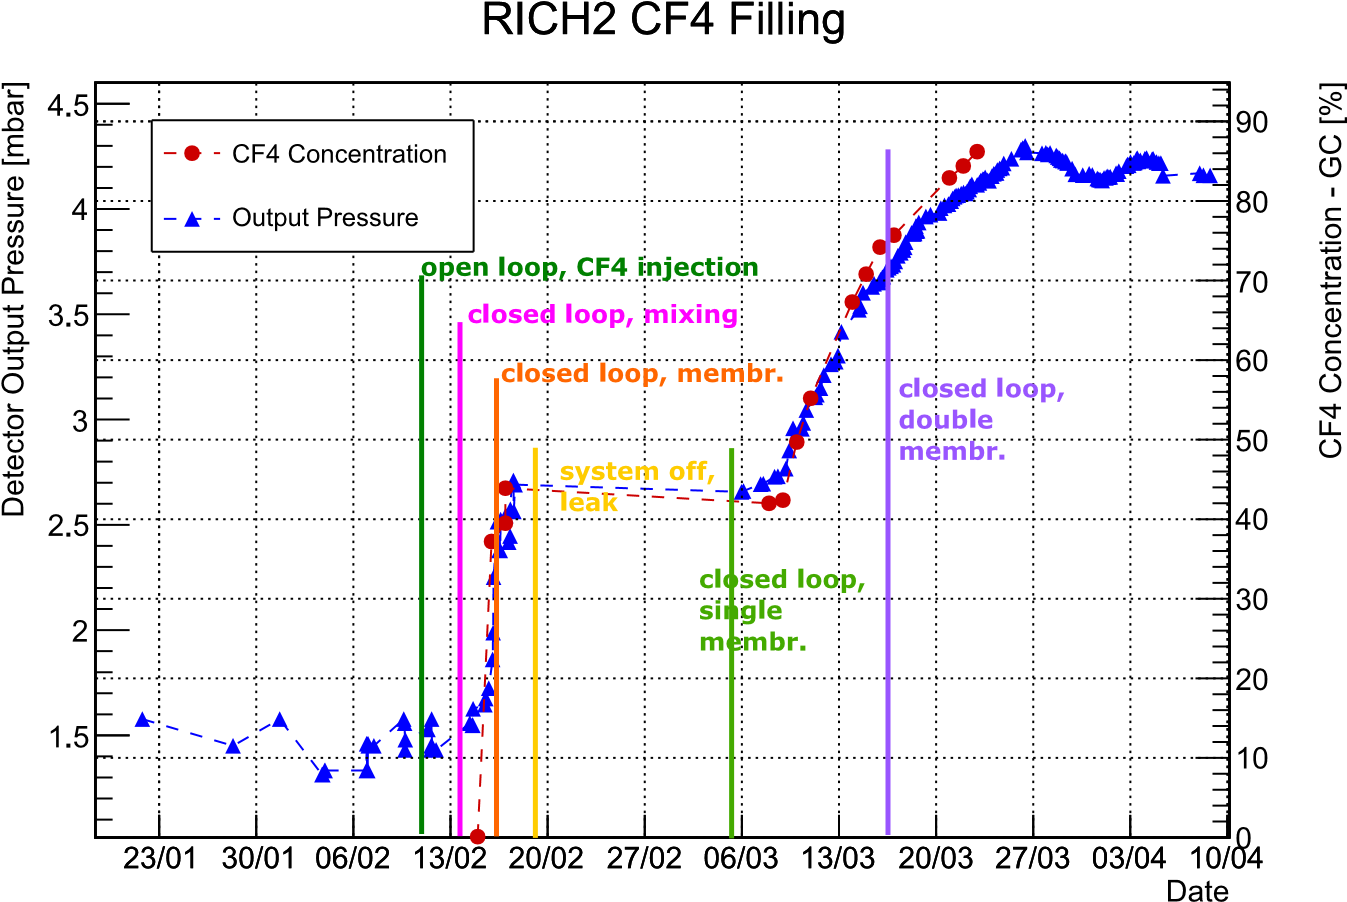 RICH2 CF4 Filling
Detector Output Pressure [mbar]
4.5
4
3.5
3
2.5
2
1.5
CF4 Concentration
Output Pressure
open loop, CF4 injection
closed loop, mixing
closed loop, membr.
system off,
leak
closed loop,
single
membr.
closed loop,
double
membr.
90
80
70
60
50
40
30
20
10
0
CF4 Concentration - GC [%]
23/01 30/01 06/02 13/02 20/02 27/02 06/03 13/03 20/03 27/03 03/04 10/04
Date